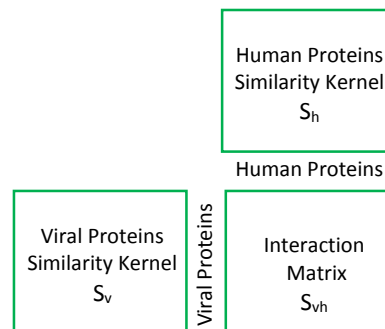 Human Proteins
Similarity Kernel
Sh
Human Proteins
Viral Proteins
Similarity Kernel
Sv
Viral Proteins
Interaction
Matrix
Svh